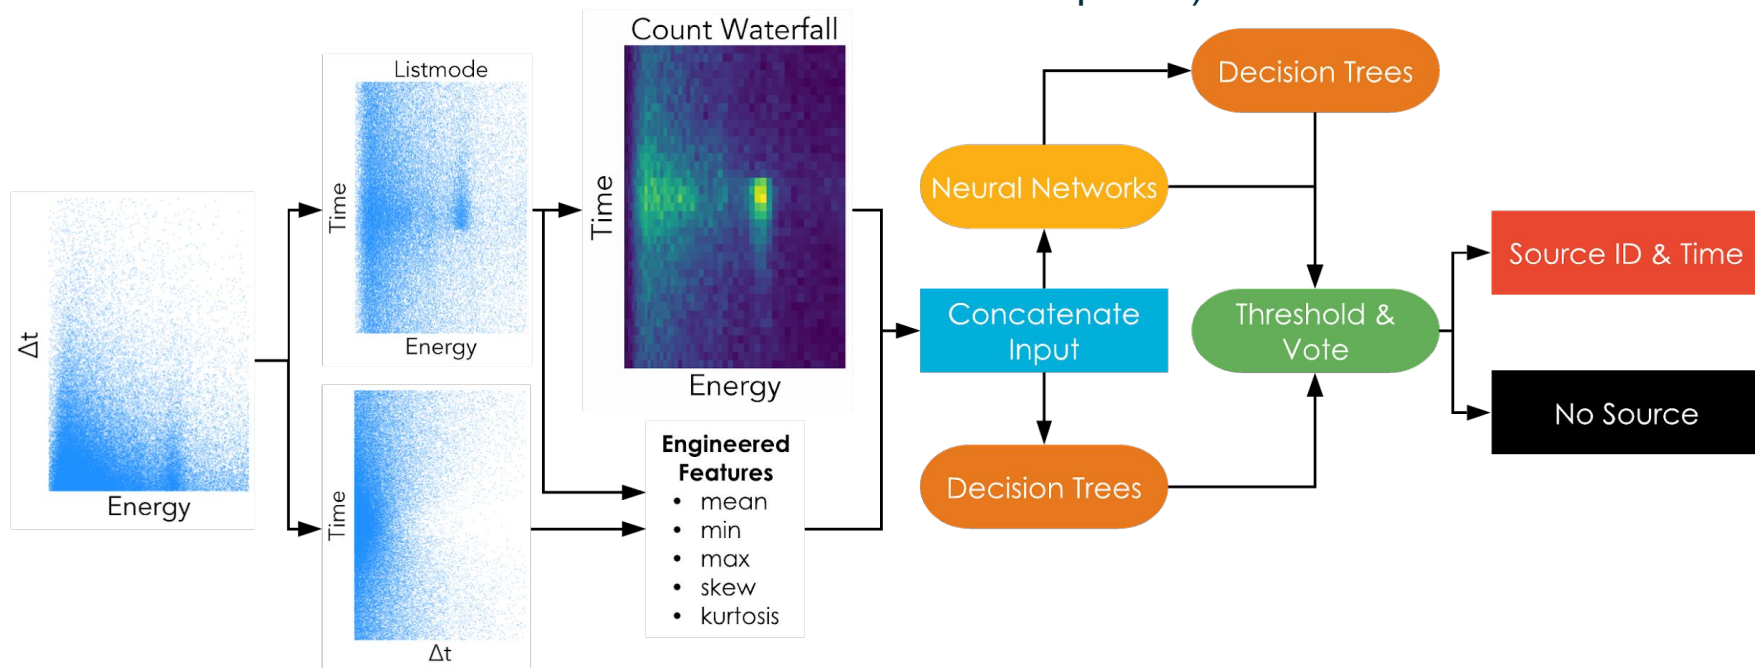 Count Waterfall
Time
Energy
Listmode
Time
Energy
Δt
Energy
Time
Δt
Engineered
Features
• mean
• min
• max
• skew
• kurtosis
Concatenate
Input
Neural Networks
Decision Trees
Decision Trees
Threshold &
Vote
Source ID & Time
No Source